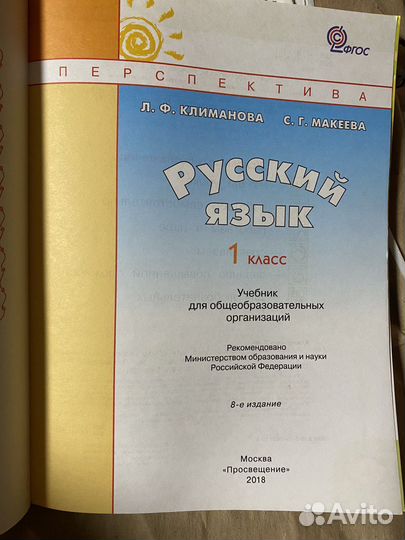 ФГОС
ПЕРСПЕКТИВА
Л. Ф. КЛИМАНОВА С. Г. МАКЕЕВА
Русский
язык
1 класс
Учебник
для общеобразовательных
организаций
Рекомендовано
Министерством образования и науки
Российской Федерации
8-е издание
Москва
«Просвещение»
2018
Avito